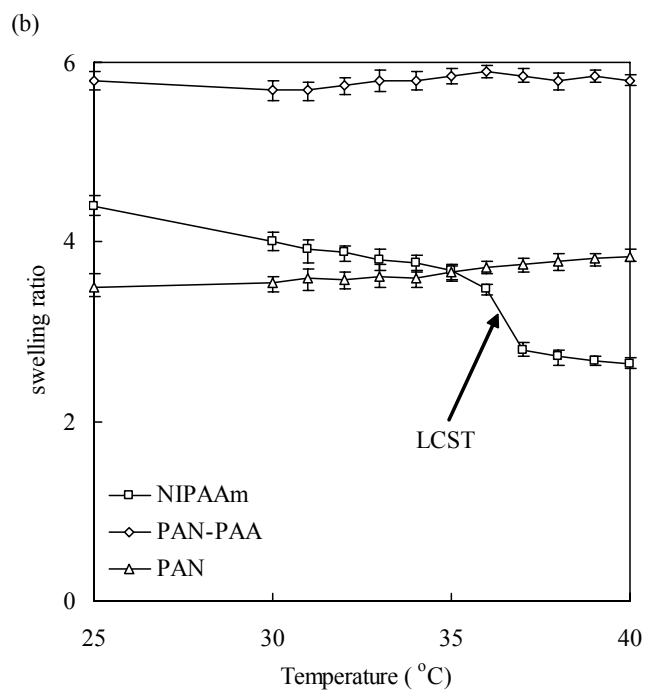 (b)
6
4
2
0
swelling ratio
LCST
NIPAAm
PAN-PAA
PAN
25 30 35 40
Temperature ( °C)